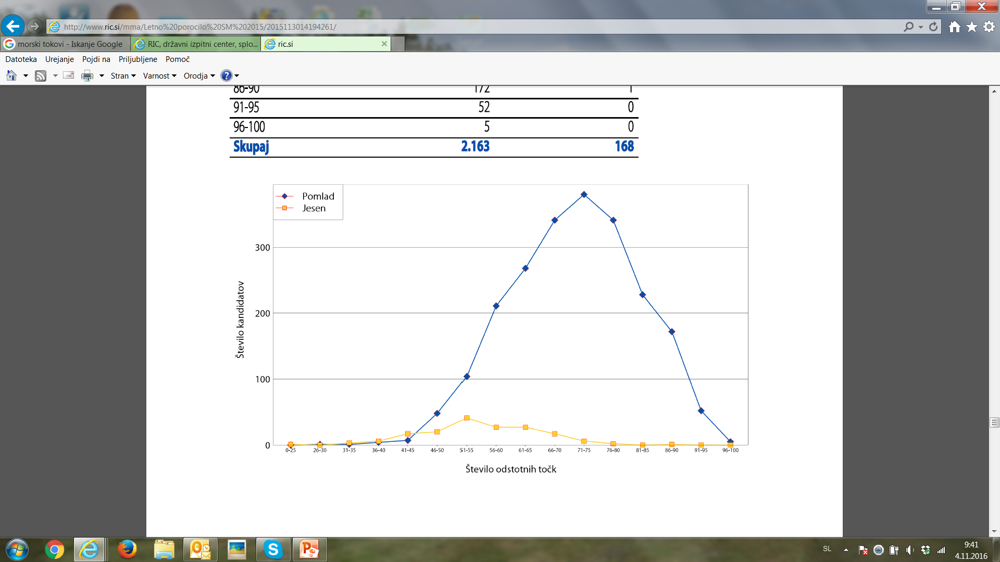 http://www.ric.si/mma/Letno%20porocilo%20SM%202015/2015113014194261/
morski tokovi - Iskanje Google
RIC, državni izpitni center, splo...
ric.si
Datoteka Urejanje Pojdi na Priljubljene Pomoč
Stran Varnost Orodja
86-90 172 1
91-95 52 0
96-100 5 0
Skupaj 2.163 168
Pomlad
Jesen
300
200
100
0
Število kandidatov
0-25 26-30 31-35 36-40 41-45 46-50 51-55 56-60 61-65 66-70 71-75 76-80 81-85 86-90 91-95 96-100
Število odstotnih točk
SL
9:41
4.11.2016